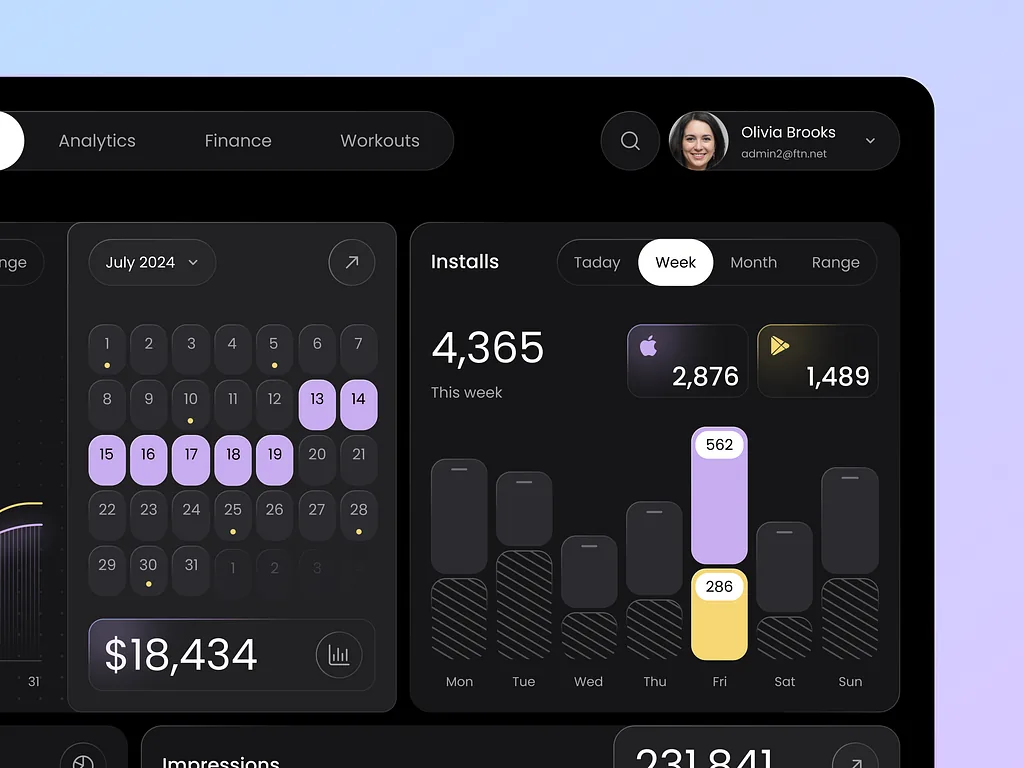 Analytics
Finance
Workouts
Olivia Brooks
admin2@ftn.net
nge
July 2024
1 2 3 4 5 6 7
8 9 10 11 12 13 14
15 16 17 18 19 20 21
22 23 24 25 26 27 28
29 30 31 1 2 3
$18,434
31
Installs
Taday
Week
Month
Range
4,365
This week
2,876
1,489
562
286
Mon Tue Wed Thu Fri Sat Sun
Impressions
231,841